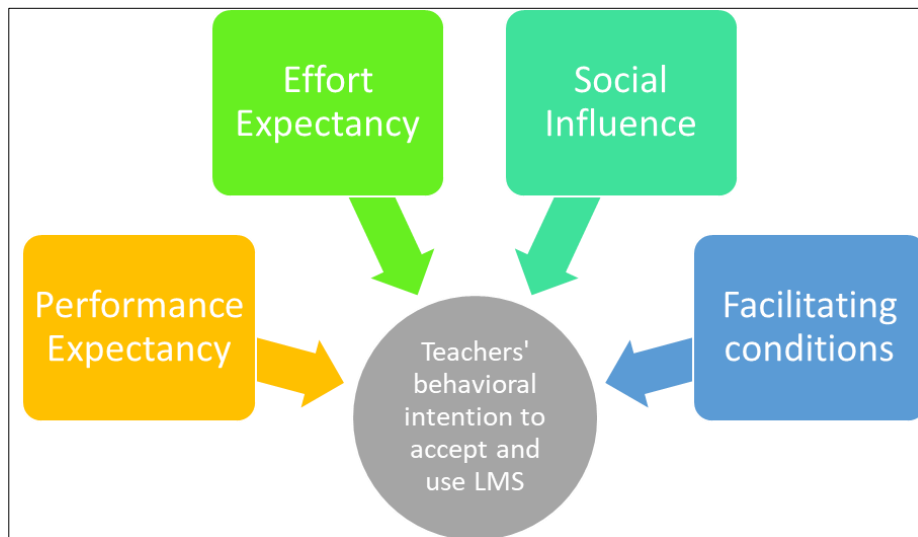 Effort
Expectancy
Social
Influence
Performance
Expectancy
Facilitating
conditions
Teachers'
behavioral
intention to
accept and
use LMS